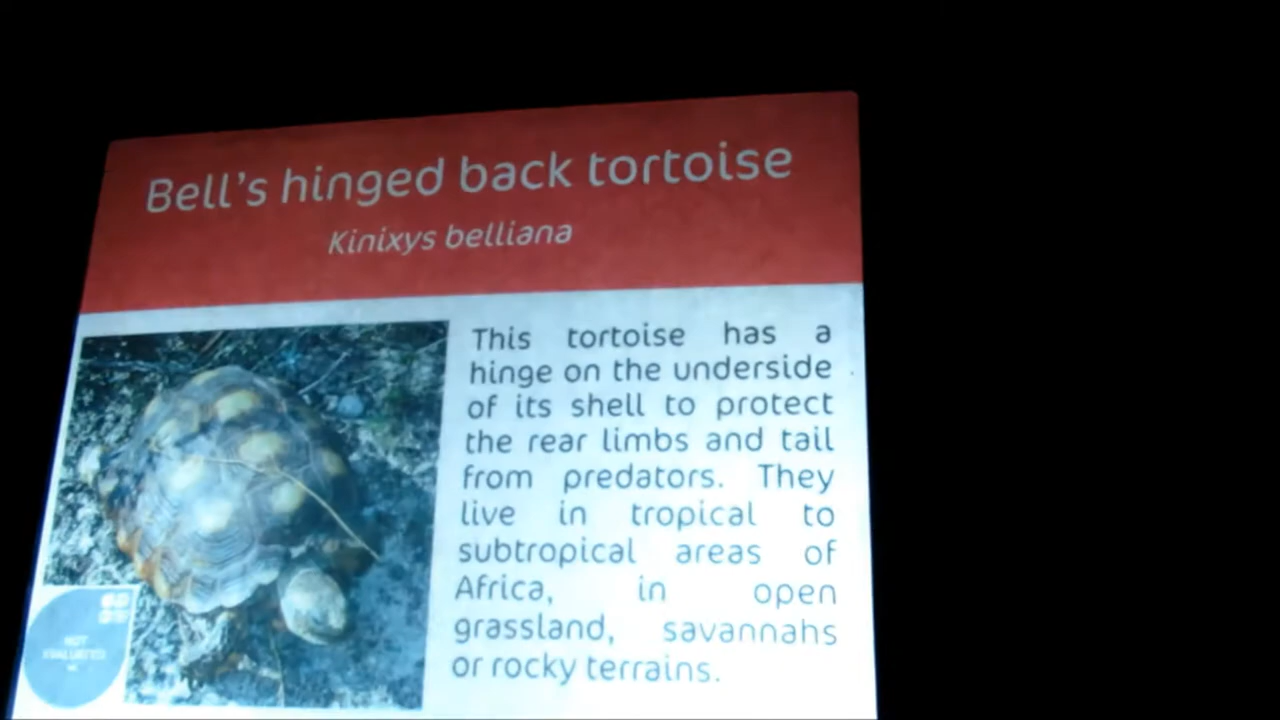 Bell's hinged back tortoise
Kinixys belliana
This tortoise has a
hinge on the underside
of its shell to protect
the rear limbs and tail
from predators. They
live in tropical to
subtropical areas of
Africa, in open
grassland, savannahs
or rocky terrains.
NOT
EVALUATED